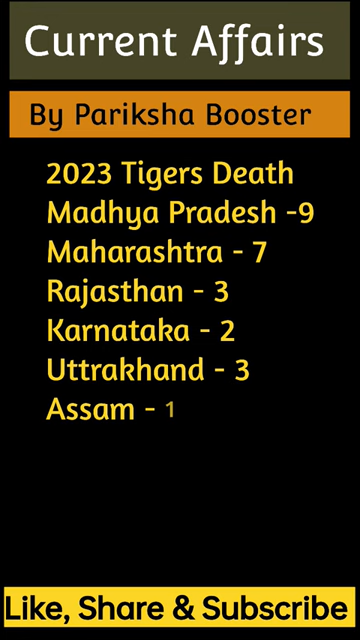 Current Affairs
By Pariksha Booster
2023 Tigers Death
Madhya Pradesh -9
Maharashtra - 7
Rajasthan - 3
Karnataka - 2
Uttrakhand - 3
Assam - 1
Like, Share & Subscribe